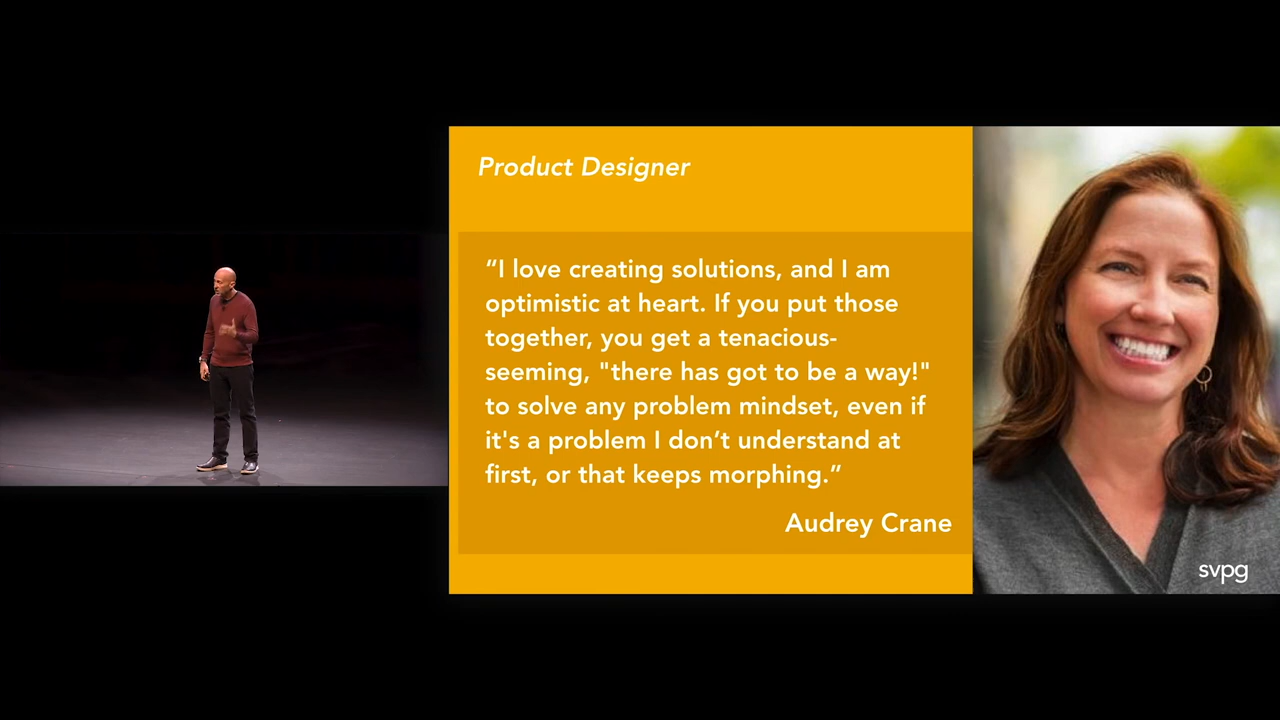 Product Designer
“I love creating solutions, and I am
optimistic at heart. If you put those
together, you get a tenacious-
seeming, "there has got to be a way!"
to solve any problem mindset, even if
it's a problem I don’t understand at
first, or that keeps morphing.”
Audrey Crane
svpg